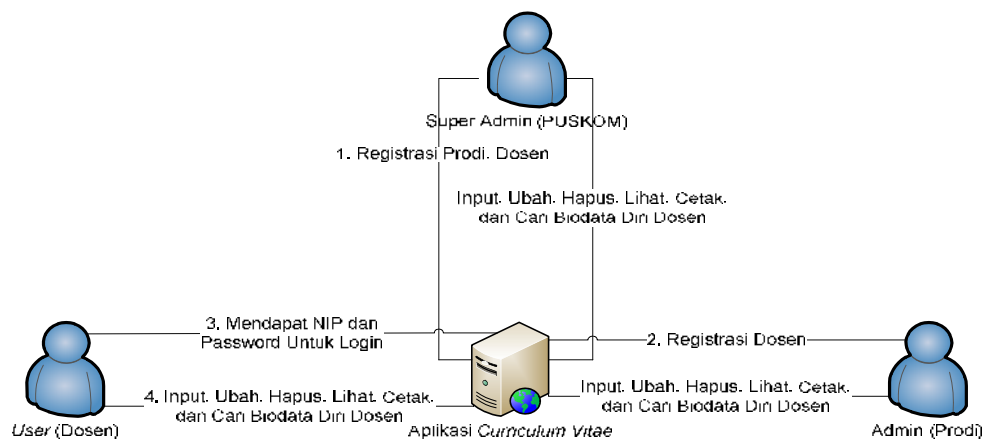 Super Admin (PUSKOM)
1. Registrasi Prodi, Dosen
Input, Ubah, Hapus, Lihat, Cetak,
dan Cari Biodata Diri Dosen
3. Mendapat NIP dan
Password Untuk Login
2. Registrasi Dosen
4. Input, Ubah, Hapus, Lihat, Cetak,
dan Cari Biodata Diri Dosen
Input, Ubah, Hapus, Lihat, Cetak,
dan Cari Biodata Diri Dosen
User (Dosen)
Aplikasi Curriculum Vitae
Admin (Prodi)